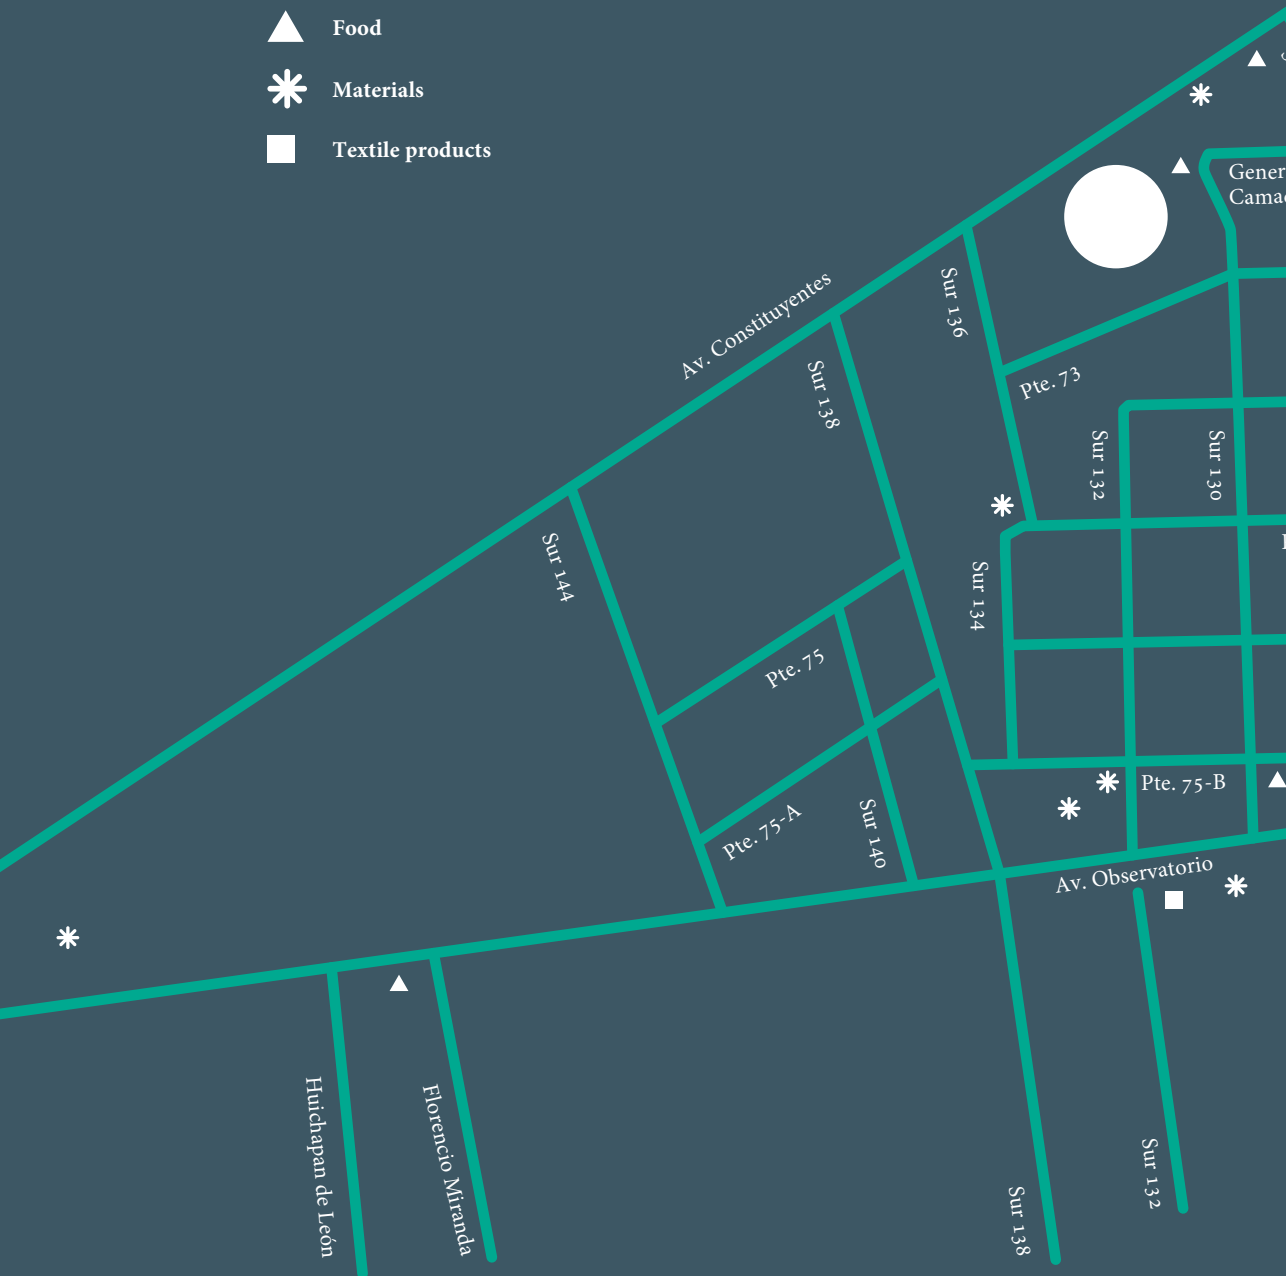 Food
Materials
Textile products
Av. Constituyentes
Sur 136
Sur 138
Pte. 73
Sur 132
Sur 130
Sur 144
Sur 134
Pte. 75
Pte. 75-A
Sur 140
Pte. 75-B
Av. Observatorio
Huichapan de León
Florencio Miranda
Sur 138
Sur 132